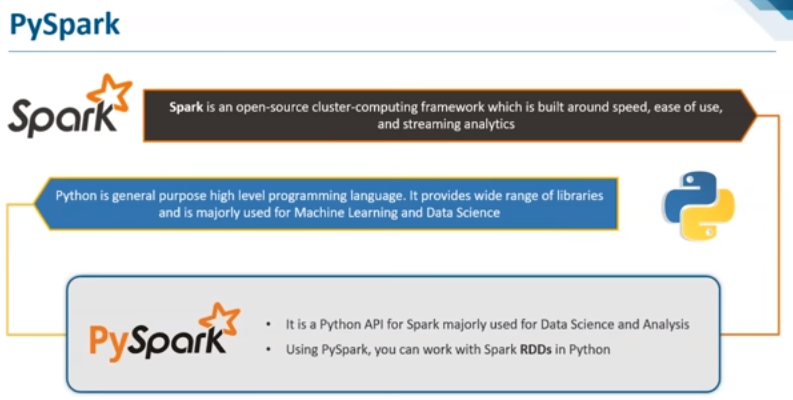 PySpark
Spark
Spark is an open-source cluster-computing framework which is built around speed, ease of use,
and streaming analytics
Python is general purpose high level programming language. It provides wide range of libraries
and is majorly used for Machine Learning and Data Science
PySpark
• It is a Python API for Spark majorly used for Data Science and Analysis
• Using PySpark, you can work with Spark RDDs in Python